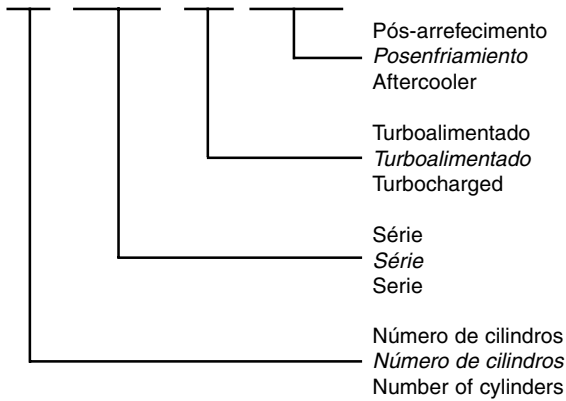 Pós-arrefecimento
Posenfriamiento
Aftercooler
Turboalimentado
Turboalimentado
Turbocharged
Série
Série
Serie
Número de cilindros
Número de cilindros
Number of cylinders